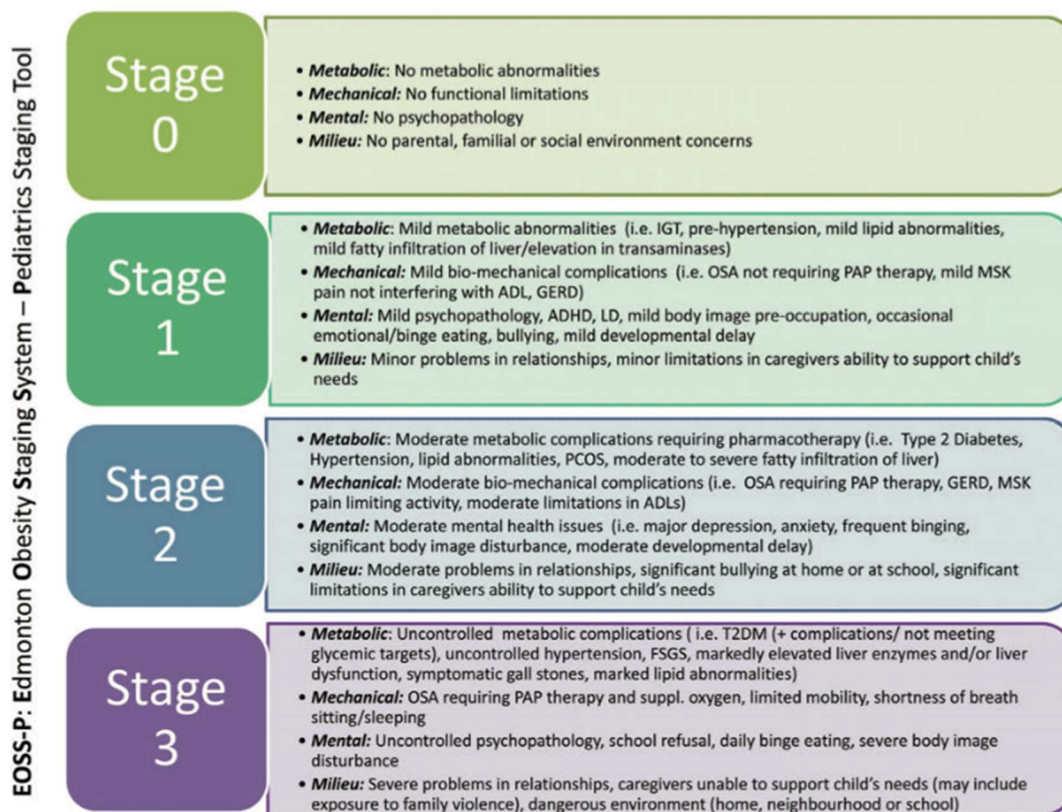 EOSS-P: Edmonton Obesity Staging System – Pediatrics Staging Tool
Stage
0
• Metabolic: No metabolic abnormalities
• Mechanical: No functional limitations
• Mental: No psychopathology
• Milieu: No parental, familial or social environment concerns
Stage
1
• Metabolic: Mild metabolic abnormalities (i.e. IGT, pre-hypertension, mild lipid abnormalities,
mild fatty infiltration of liver/elevation in transaminases)
• Mechanical: Mild bio-mechanical complications (i.e. OSA not requiring PAP therapy, mild MSK
pain not interfering with ADL, GERD)
• Mental: Mild psychopathology, ADHD, LD, mild body image pre-occupation, occasional
emotional/binge eating, bullying, mild developmental delay
• Milieu: Minor problems in relationships, minor limitations in caregivers ability to support child's
needs
Stage
2
• Metabolic: Moderate metabolic complications requiring pharmacotherapy (i.e. Type 2 Diabetes,
Hypertension, lipid abnormalities, PCOS, moderate to severe fatty infiltration of liver)
• Mechanical: Moderate bio-mechanical complications (i.e. OSA requiring PAP therapy, GERD, MSK
pain limiting activity, moderate limitations in ADLs)
• Mental: Moderate mental health issues (i.e. major depression, anxiety, frequent binging,
significant body image disturbance, moderate developmental delay)
• Milieu: Moderate problems in relationships, significant bullying at home or at school, significant
limitations in caregivers ability to support child's needs
Stage
3
• Metabolic: Uncontrolled metabolic complications ( i.e. T2DM (+ complications/ not meeting
glycemic targets), uncontrolled hypertension, FSGS, markedly elevated liver enzymes and/or liver
dysfunction, symptomatic gall stones, marked lipid abnormalities)
• Mechanical: OSA requiring PAP therapy and suppl. oxygen, limited mobility, shortness of breath
sitting/sleeping
• Mental: Uncontrolled psychopathology, school refusal, daily binge eating, severe body image
disturbance
• Milieu: Severe problems in relationships, caregivers unable to support child's needs (may include
exposure to family violence), dangerous environment (home, neighbourhood or school)